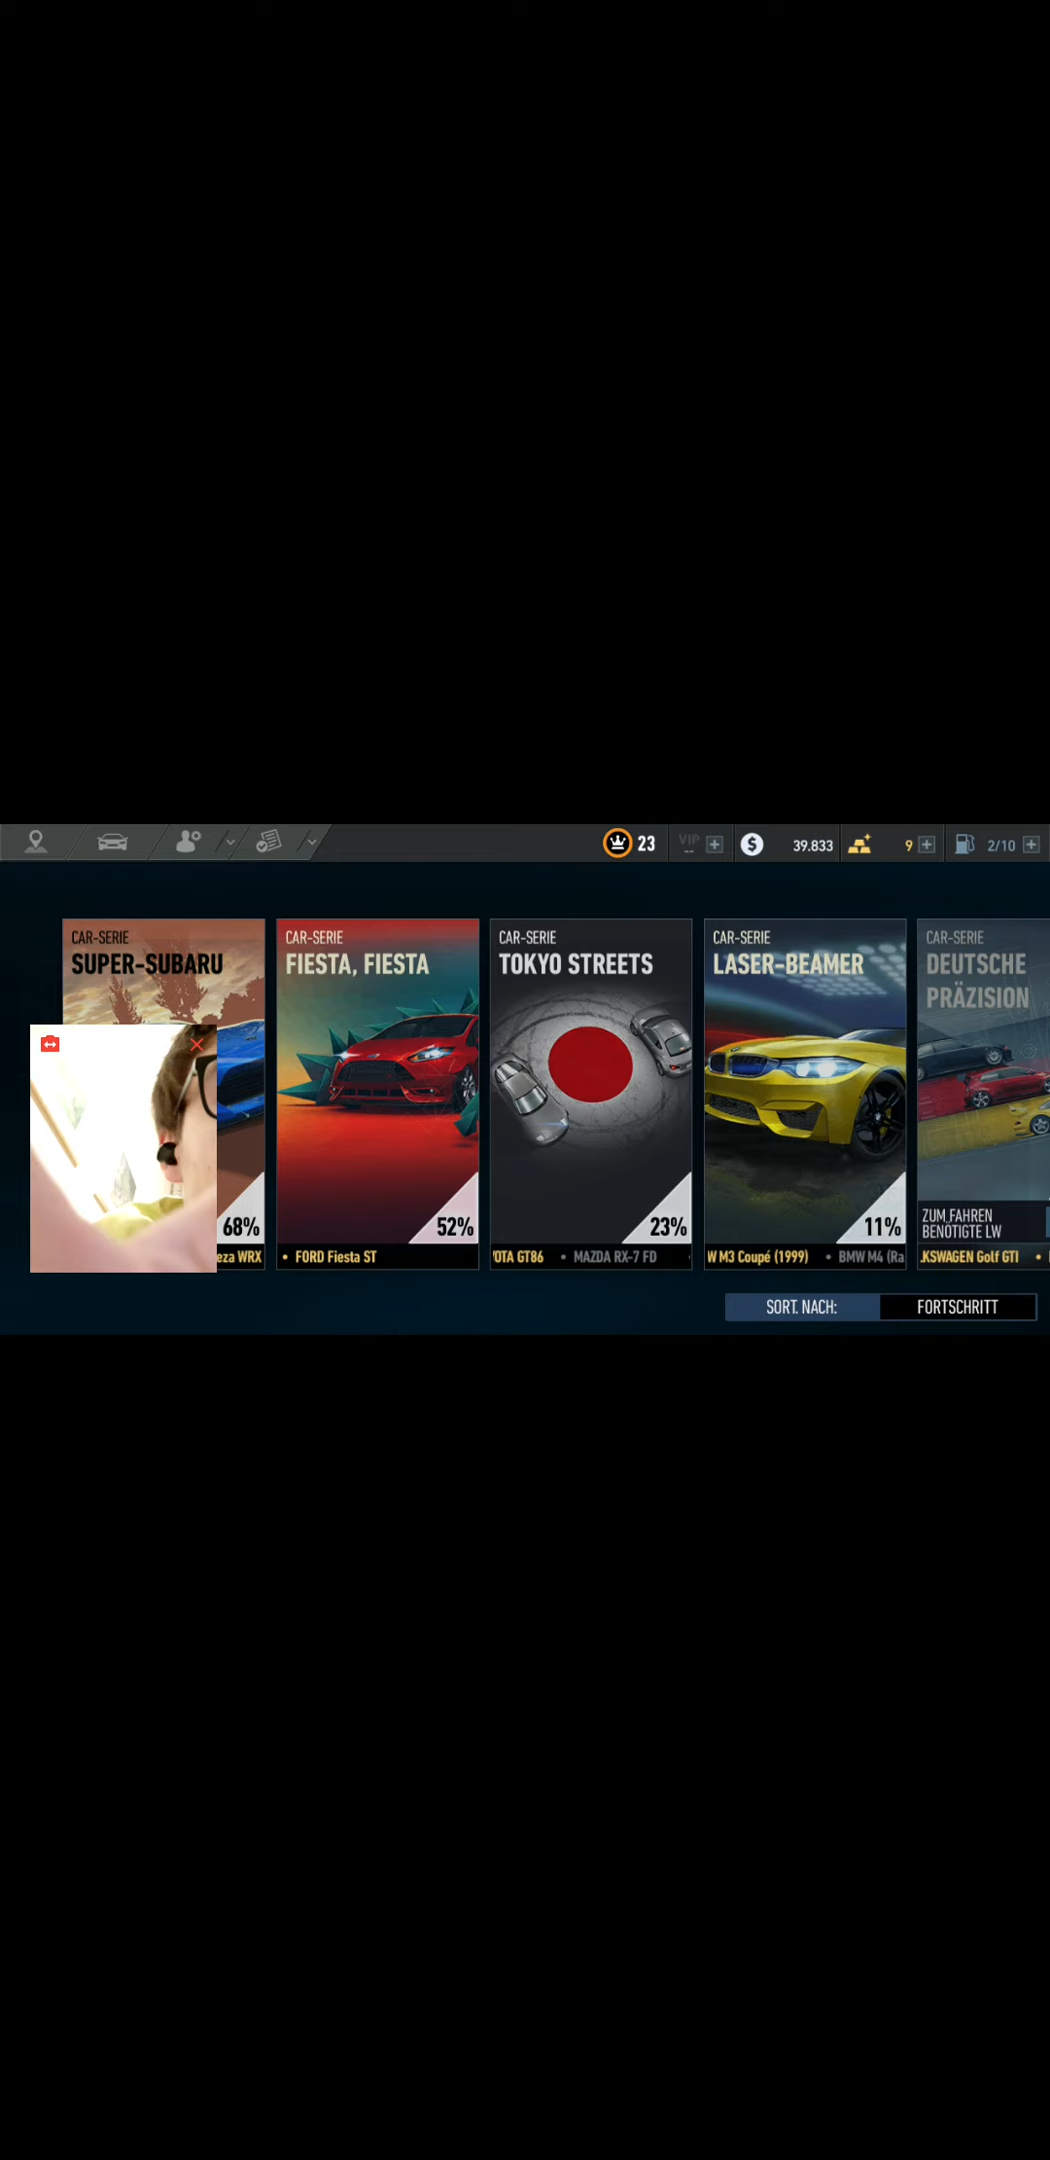 23
VIP
39.833
9
2/10
CAR-SERIE
SUPER-SUBARU
68%
eza WRX
CAR-SERIE
FIESTA, FIESTA
52%
• FORD Fiesta ST
CAR-SERIE
TOKYO STREETS
23%
OTA GT86 • MAZDA RX-7 FD
CAR-SERIE
LASER-BEAMER
11%
W M3 Coupé (1999) • BMW M4 (Ra
CAR-SERIE
DEUTSCHE
PRÄZISION
ZUM FAHREN
BENÖTIGTE LW
KSWAGEN Golf GTI •
SORT. NACH: FORTSCHRITT